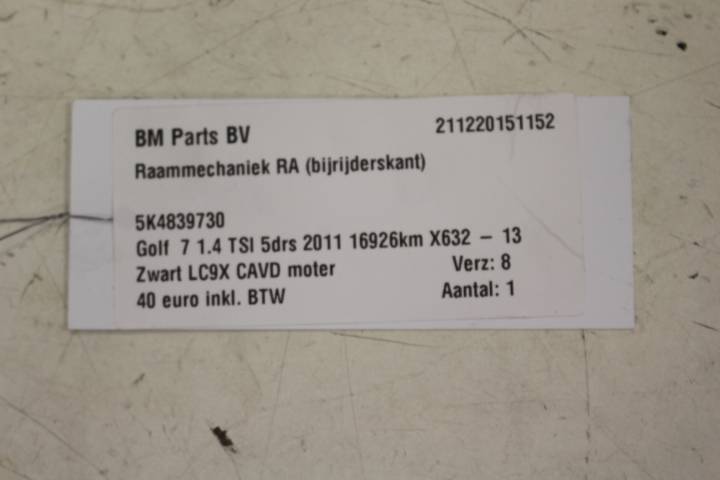 BM Parts BV 211220151152
Raammechaniek RA (bijrijderskant)
5K4839730
Golf 7 1.4 TSI 5drs 2011 16926km X632 - 13
Zwart LC9X CAVD moter Verz: 8
40 euro inkl. BTW Aantal: 1